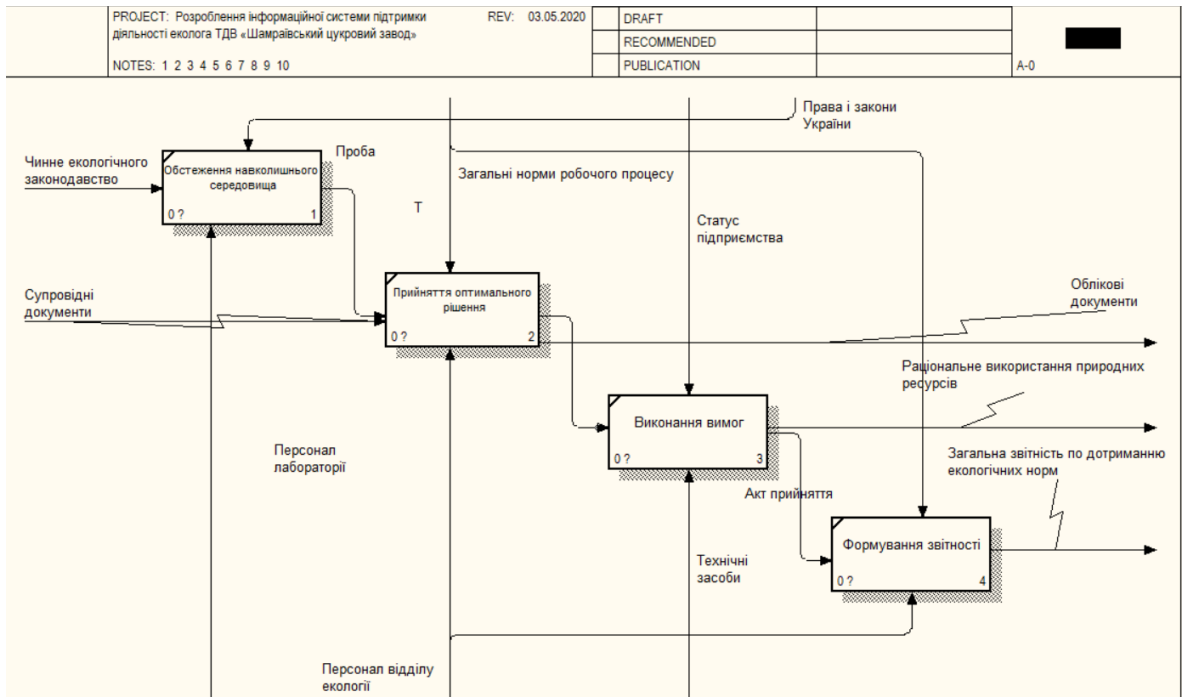 PROJECT: Розроблення інформаційної системи підтримки
діяльності еколога ТДВ «Шамраївський цукровий завод»
REV: 03.05.2020
NOTES: 1 2 3 4 5 6 7 8 9 10
DRAFT
RECOMMENDED
PUBLICATION
A-0
Права і закони
України
Проба
Чинне екологічного
законодавство
Обстеження навколишнього
середовища
0 ?
1
Загальні норми робочого процесу
Т
Статус
підприємства
Супровідні
документи
Прийняття оптимального
рішення
0 ?
2
Облікові
документи
Раціональне використання природних
ресурсів
Виконання вимог
0 ?
3
Персонал
лабораторії
Загальна звітність по дотриманню
екологічних норм
Акт прийняття
Формування звітності
0 ?
4
Технічні
засоби
Персонал відділу
екології